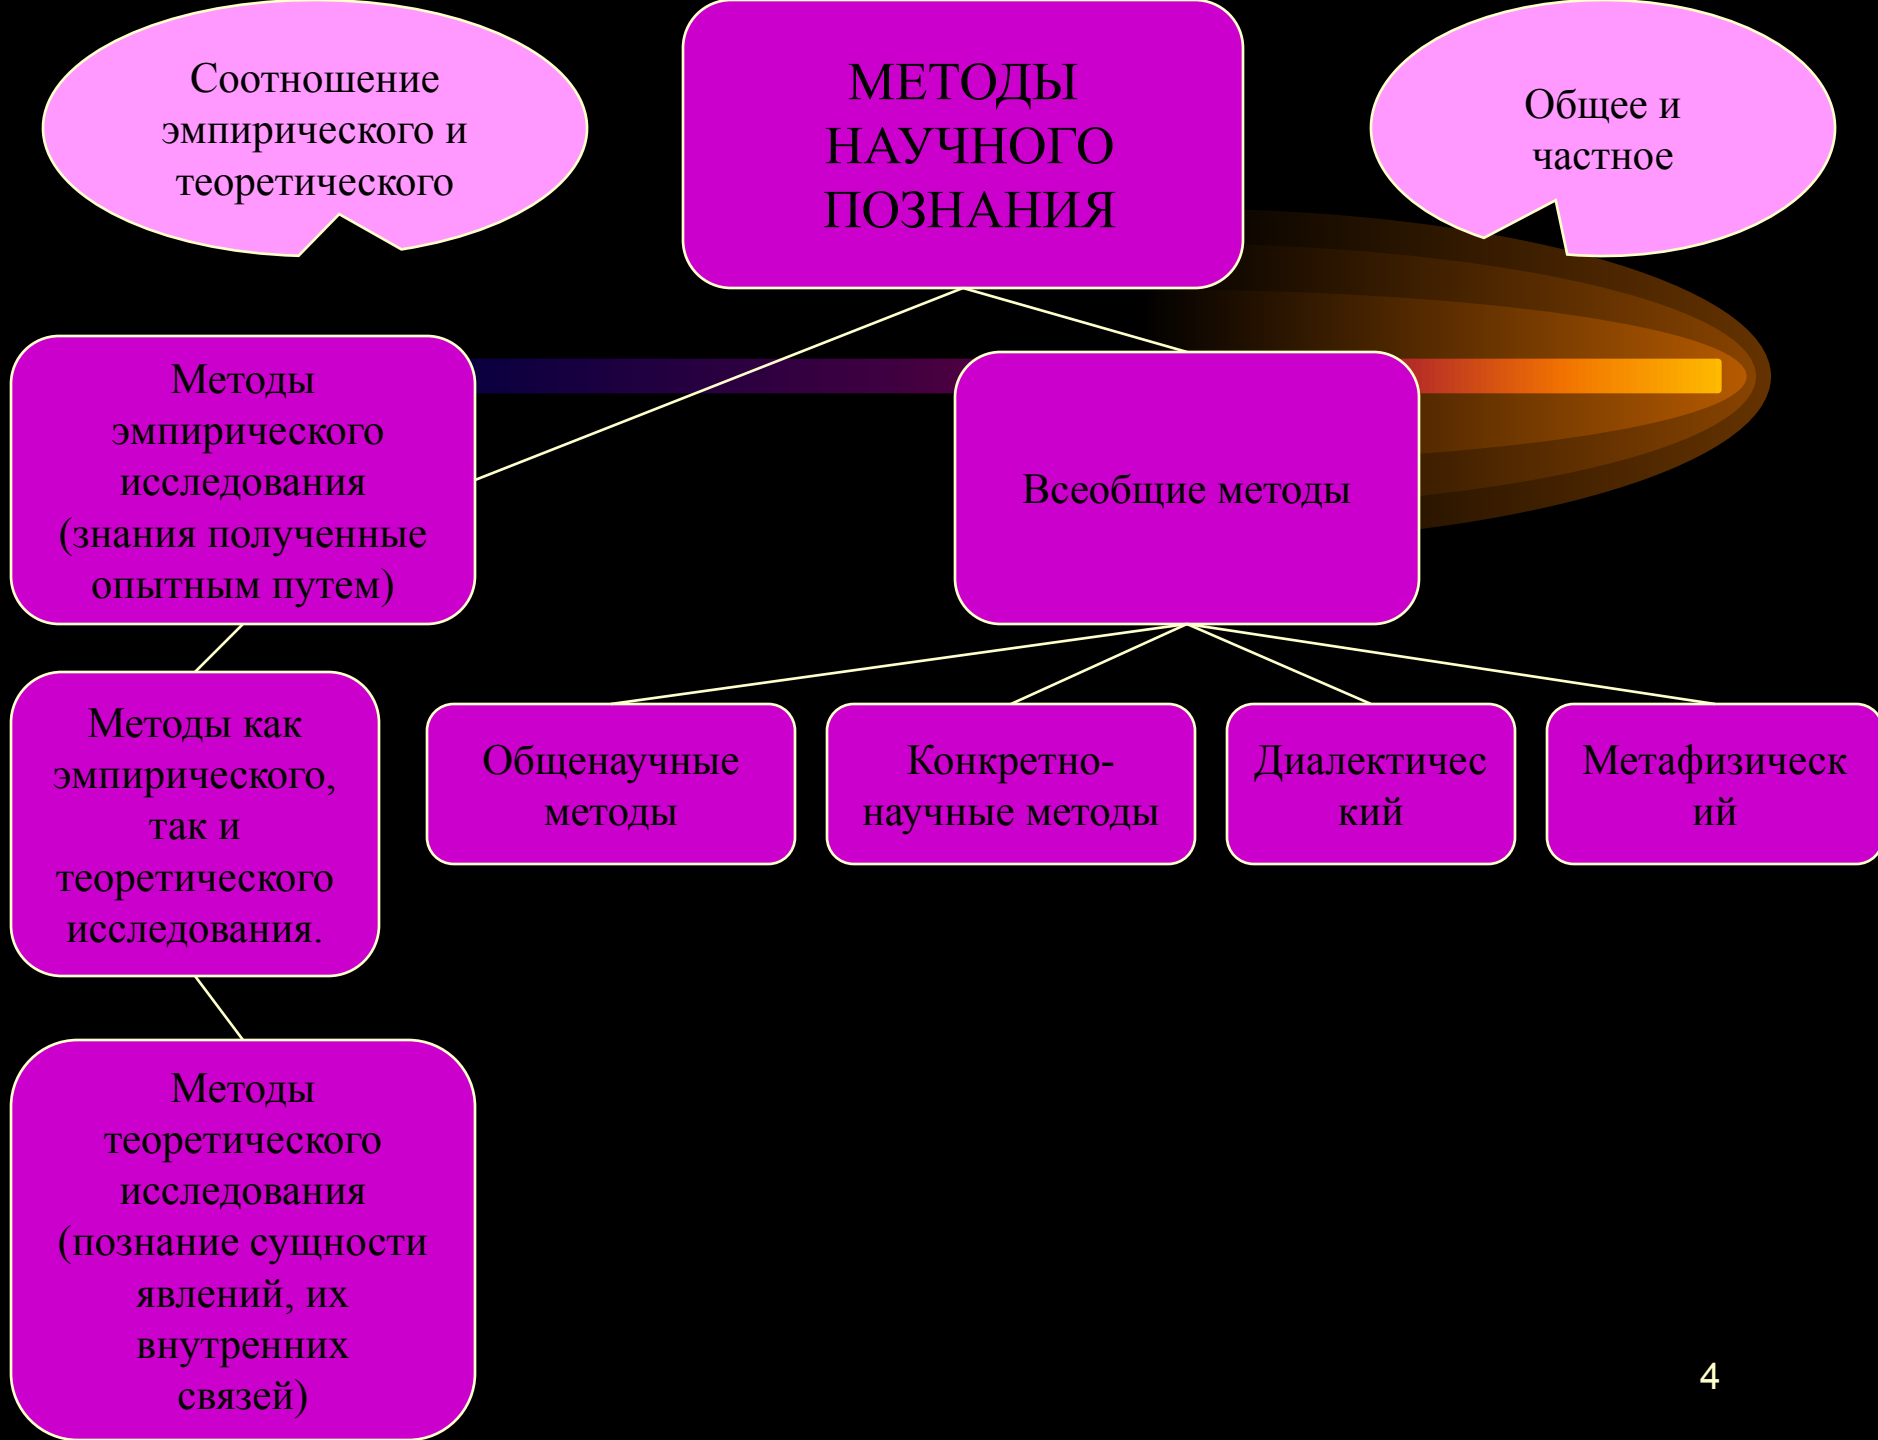 Соотношение
эмпирического и
теоретического
МЕТОДЫ
НАУЧНОГО
ПОЗНАНИЯ
Общее и
частное
Методы
эмпирического
исследования
(знания полученные
опытным путем)
Всеобщие методы
Методы как
эмпирического,
так и
теоретического
исследования.
Общенаучные
методы
Конкретно-
научные методы
Диалектичес
кий
Метафизическ
ий
Методы
теоретического
исследования
(познание сущности
явлений, их
внутренних
связей)
4